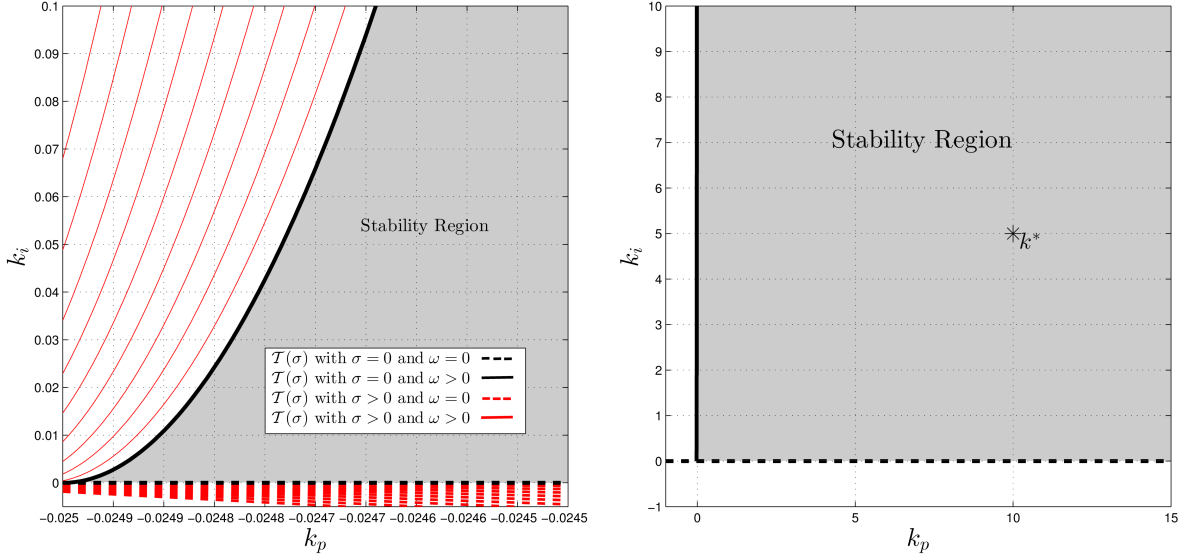 0.1
0.09
0.08
0.07
0.06
0.05
0.04
0.03
0.02
0.01
0
k_i
Stability Region
𝒯(σ) with σ = 0 and ω = 0
𝒯(σ) with σ = 0 and ω > 0
𝒯(σ) with σ > 0 and ω = 0
𝒯(σ) with σ > 0 and ω > 0
−0.025 −0.0249 −0.0249 −0.0248 −0.0248 −0.0247 −0.0247 −0.0246 −0.0246 −0.0245 −0.0245
k_p
10
9
8
7
6
5
4
3
2
1
0
−1
k_i
Stability Region
k*
0 5 10 15
k_p